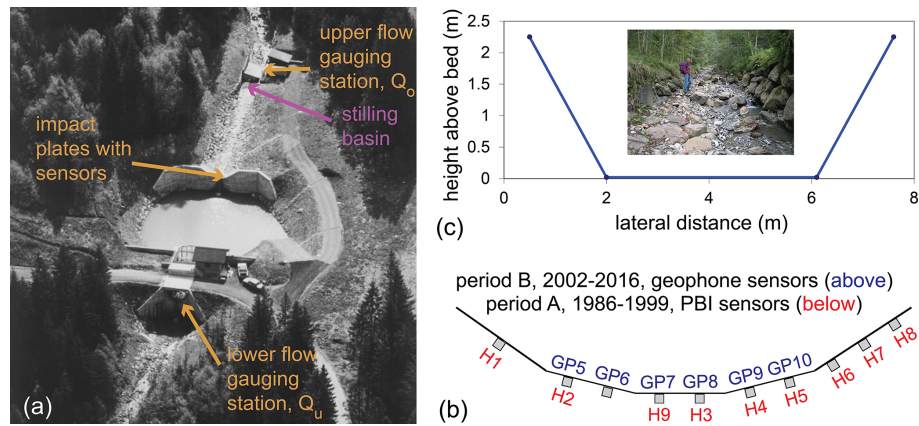 upper flow
gauging
station, Qo
stilling
basin
impact
plates with
sensors
lower flow
gauging
station, Qu
(a)
height above bed (m)
2.5
2
1.5
1
0.5
0
0 2 4 6 8
lateral distance (m)
(c)
period B, 2002-2016, geophone sensors (above)
period A, 1986-1999, PBI sensors (below)
GP5 GP6 GP7 GP8 GP9 GP10
H1 H2 H9 H3 H4 H5 H6 H7 H8
(b)